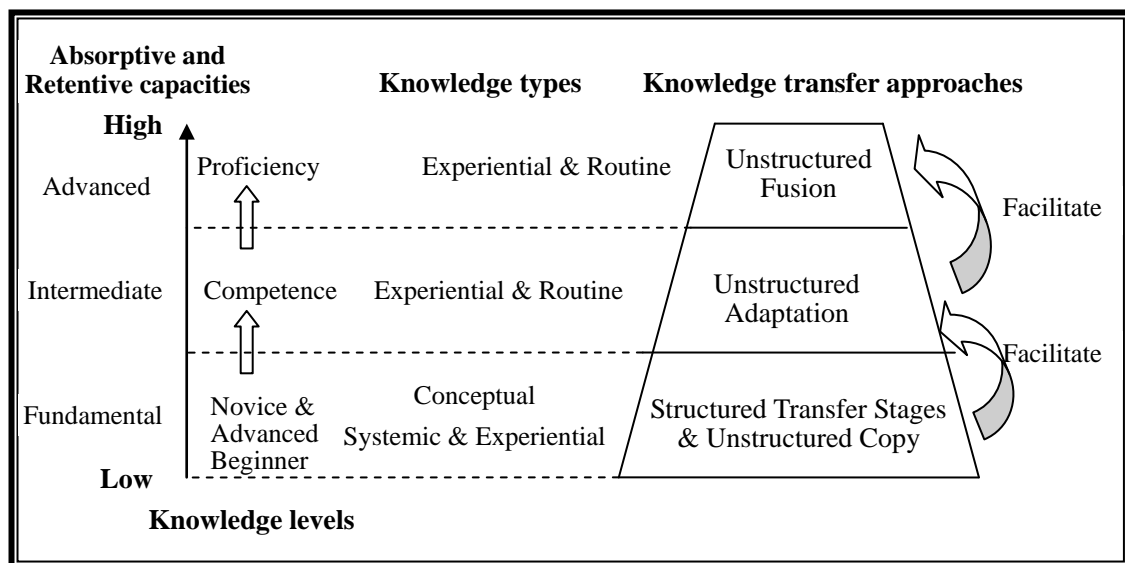 Absorptive and
Retentive capacities
Knowledge types
Knowledge transfer approaches
High
Advanced
Proficiency
Experiential & Routine
Unstructured
Fusion
Facilitate
Intermediate
Competence
Experiential & Routine
Unstructured
Adaptation
Facilitate
Fundamental
Novice &
Advanced
Beginner
Conceptual
Systemic & Experiential
Structured Transfer Stages
& Unstructured Copy
Low
Knowledge levels